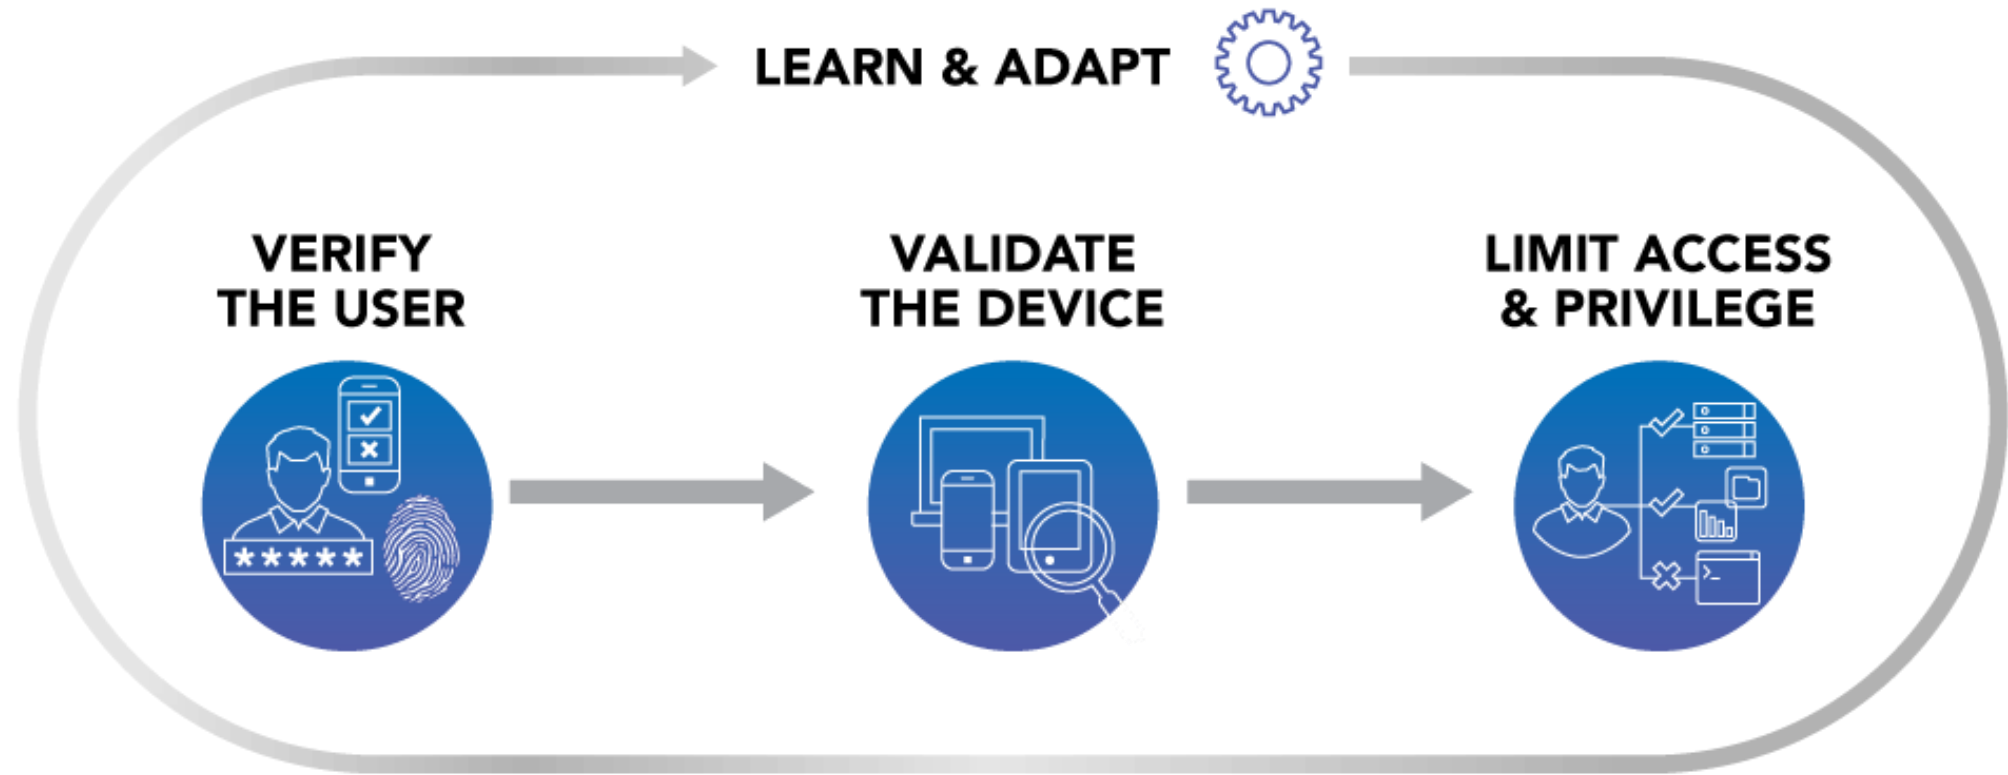 LEARN & ADAPT
VERIFY
THE USER
VALIDATE
THE DEVICE
LIMIT ACCESS
& PRIVILEGE
*****
>_